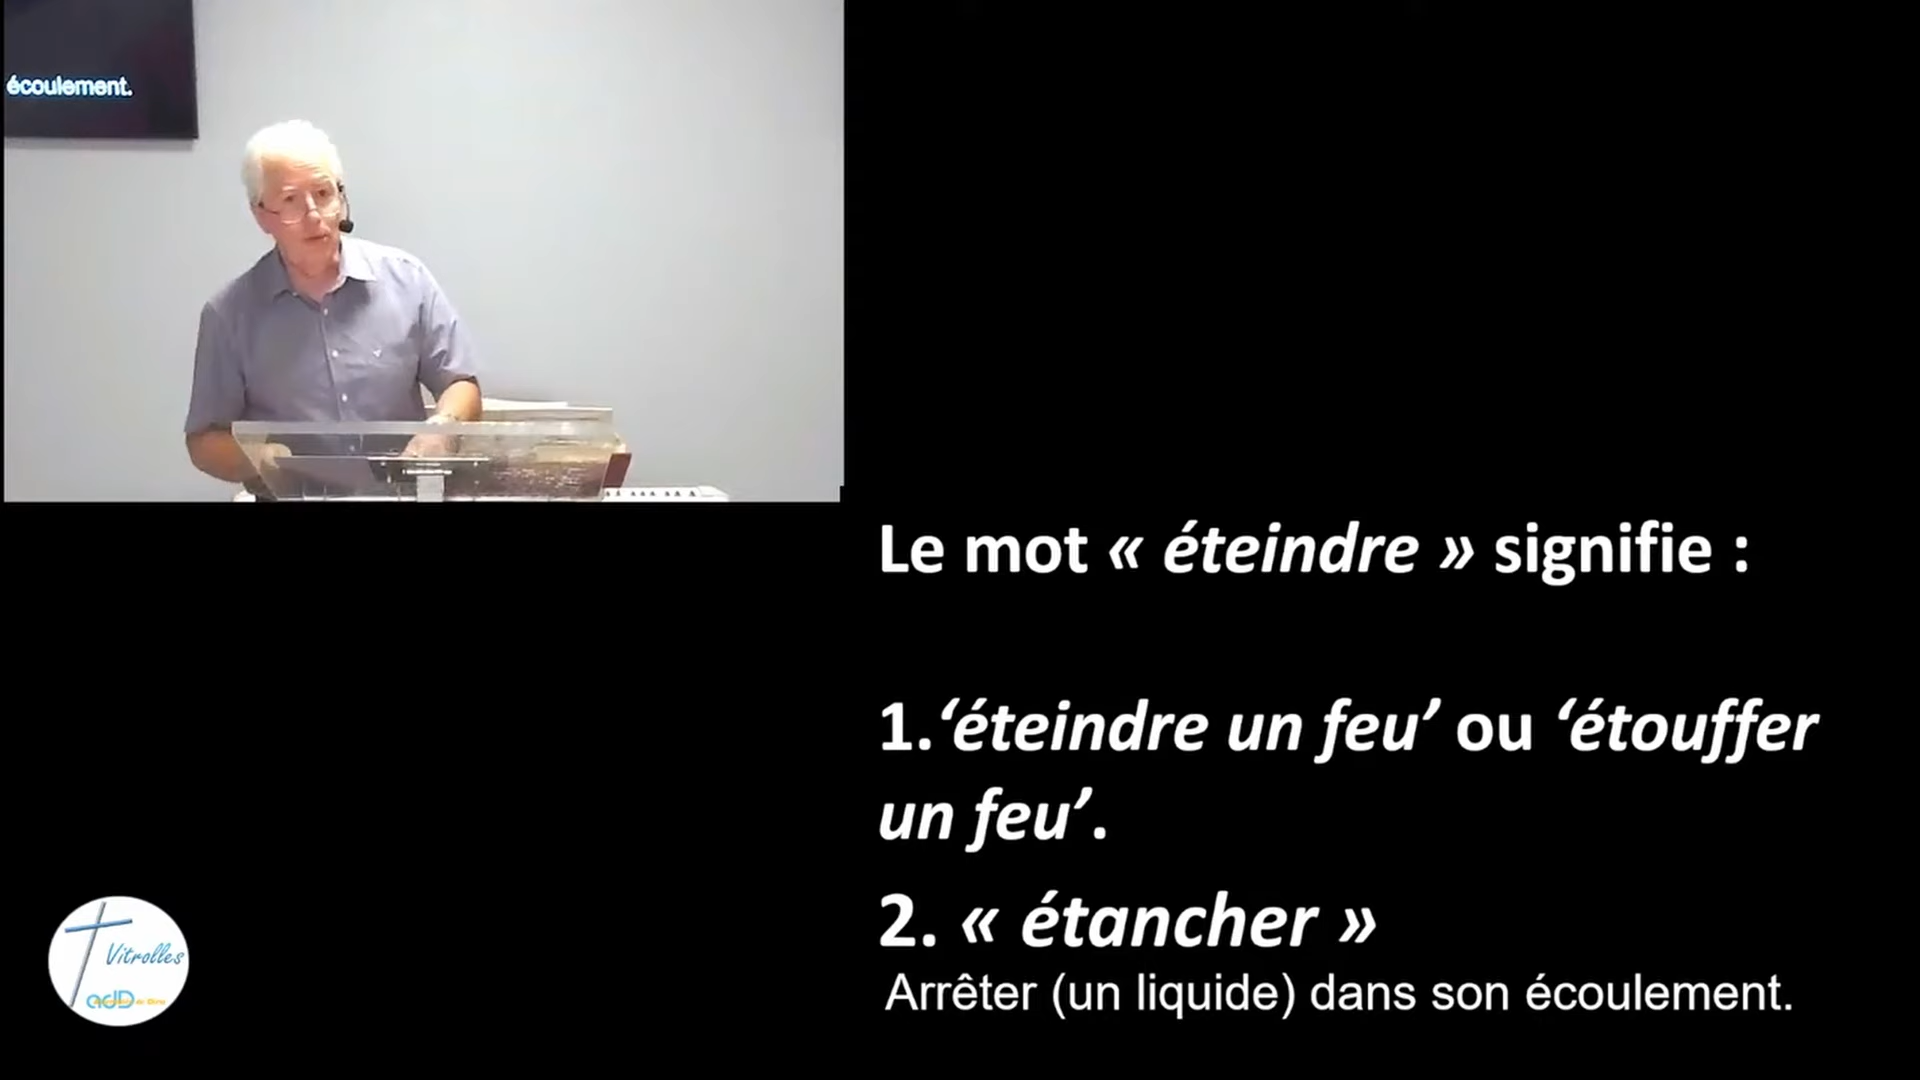 écoulement.
Le mot « éteindre » signifie :
1.‘éteindre un feu’ ou ‘étouffer
un feu’.
2. « étancher »
Arrêter (un liquide) dans son écoulement.
Vitrolles
adD